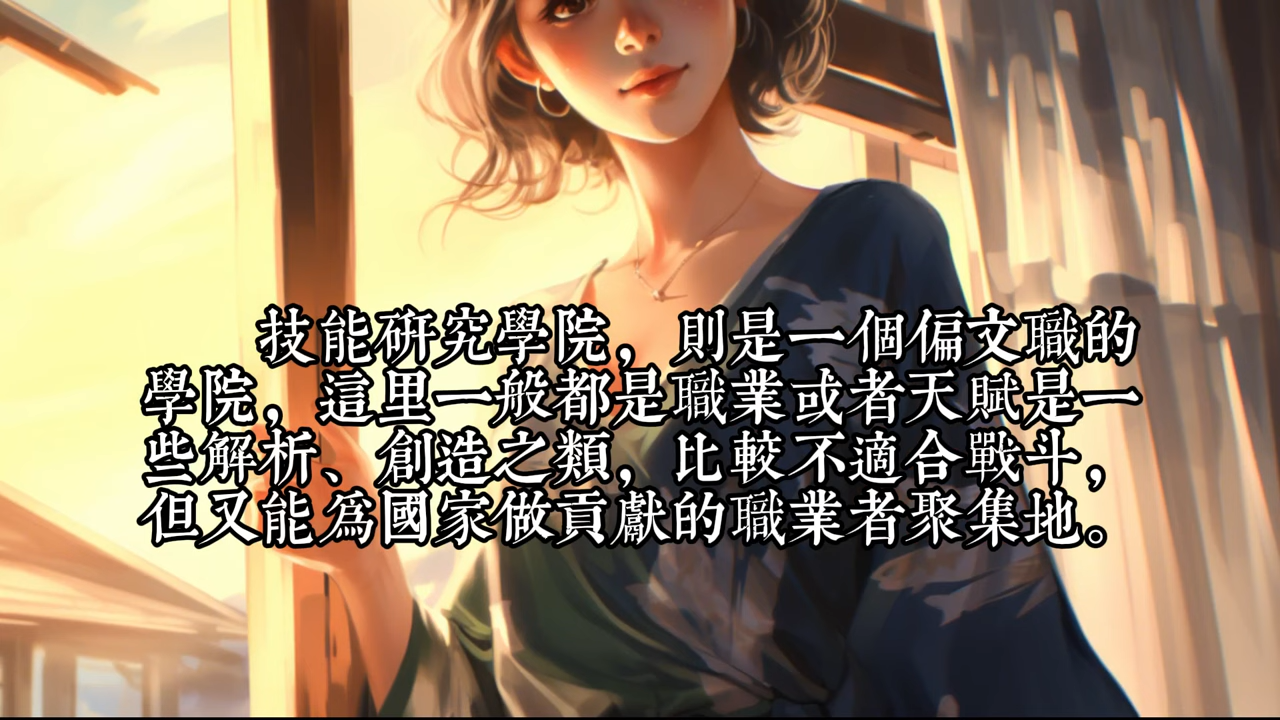 技能研究學院，則是一個偏文職的
學院，這里一般都是職業或者天賦是一
些解析、創造之類，比較不適合戰斗，
但又能為國家做貢獻的職業者聚集地。